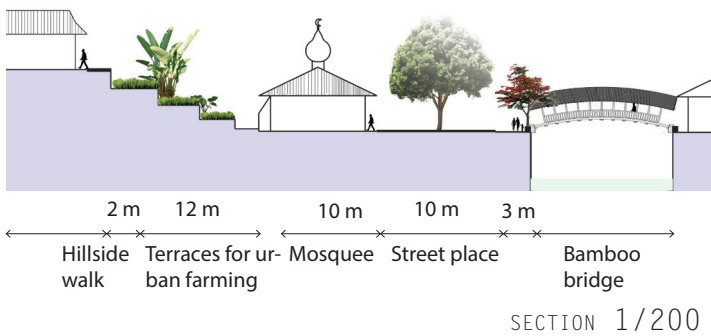 2 m 12 m 10 m 10 m 3 m
Hillside walk
Terraces for ur-
ban farming
Mosquee
Street place
Bamboo
bridge
SECTION 1/200